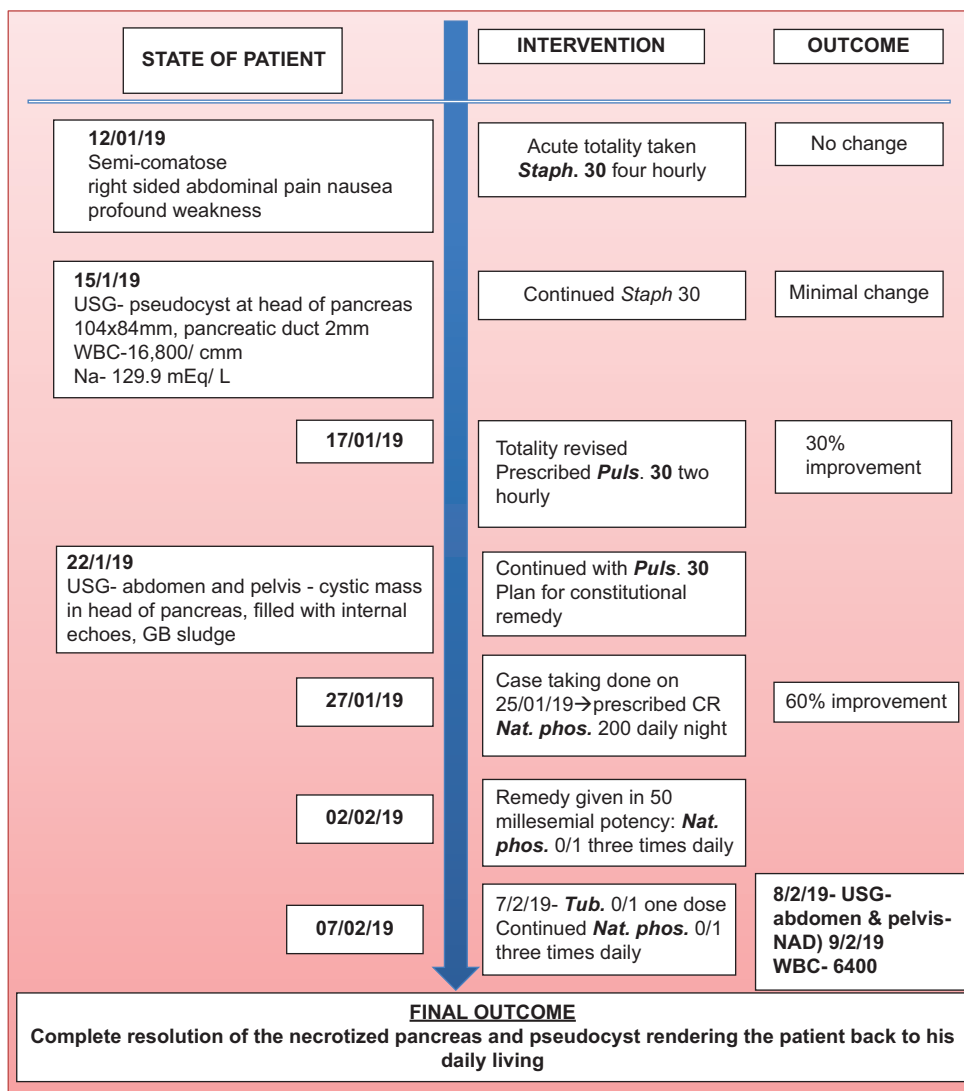 STATE OF PATIENT
INTERVENTION
OUTCOME
12/01/19
Semi-comatose
right sided abdominal pain nausea
profound weakness
Acute totality taken
Staph. 30 four hourly
No change
15/1/19
USG- pseudocyst at head of pancreas
104x84mm, pancreatic duct 2mm
WBC-16,800/ cmm
Na- 129.9 mEq/ L
Continued Staph 30
Minimal change
17/01/19
Totality revised
Prescribed Puls. 30 two
hourly
30%
improvement
22/1/19
USG- abdomen and pelvis - cystic mass
in head of pancreas, filled with internal
echoes, GB sludge
Continued with Puls. 30
Plan for constitutional
remedy
27/01/19
Case taking done on
25/01/19→prescribed CR
Nat. phos. 200 daily night
60% improvement
02/02/19
Remedy given in 50
millesemial potency: Nat.
phos. 0/1 three times daily
07/02/19
7/2/19- Tub. 0/1 one dose
Continued Nat. phos. 0/1
three times daily
8/2/19- USG-
abdomen & pelvis-
NAD) 9/2/19
WBC- 6400
FINAL OUTCOME
Complete resolution of the necrotized pancreas and pseudocyst rendering the patient back to his
daily living